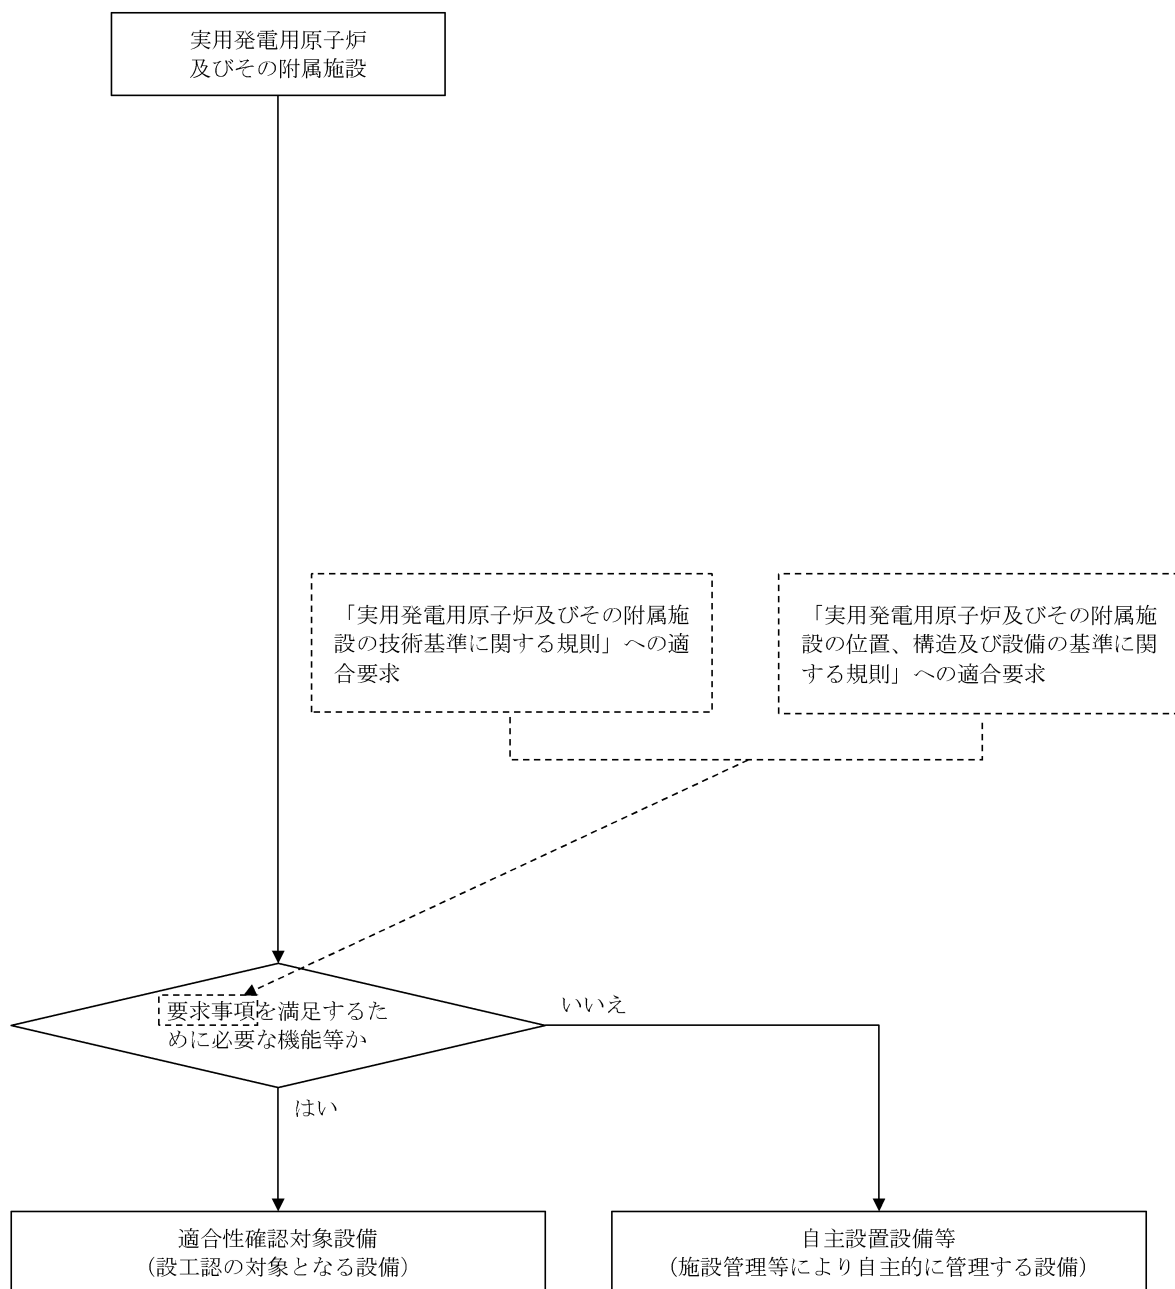 実用発電用原子炉
及びその附属施設
「実用発電用原子炉及びその附属施
設の技術基準に関する規則」への適
合要求
「実用発電用原子炉及びその附属施
設の位置、構造及び設備の基準に関
する規則」への適合要求
要求事項を満足するた
めに必要な機能等か
いいえ
はい
適合性確認対象設備
（設工認の対象となる設備）
自主設置設備等
（施設管理等により自主的に管理する設備）